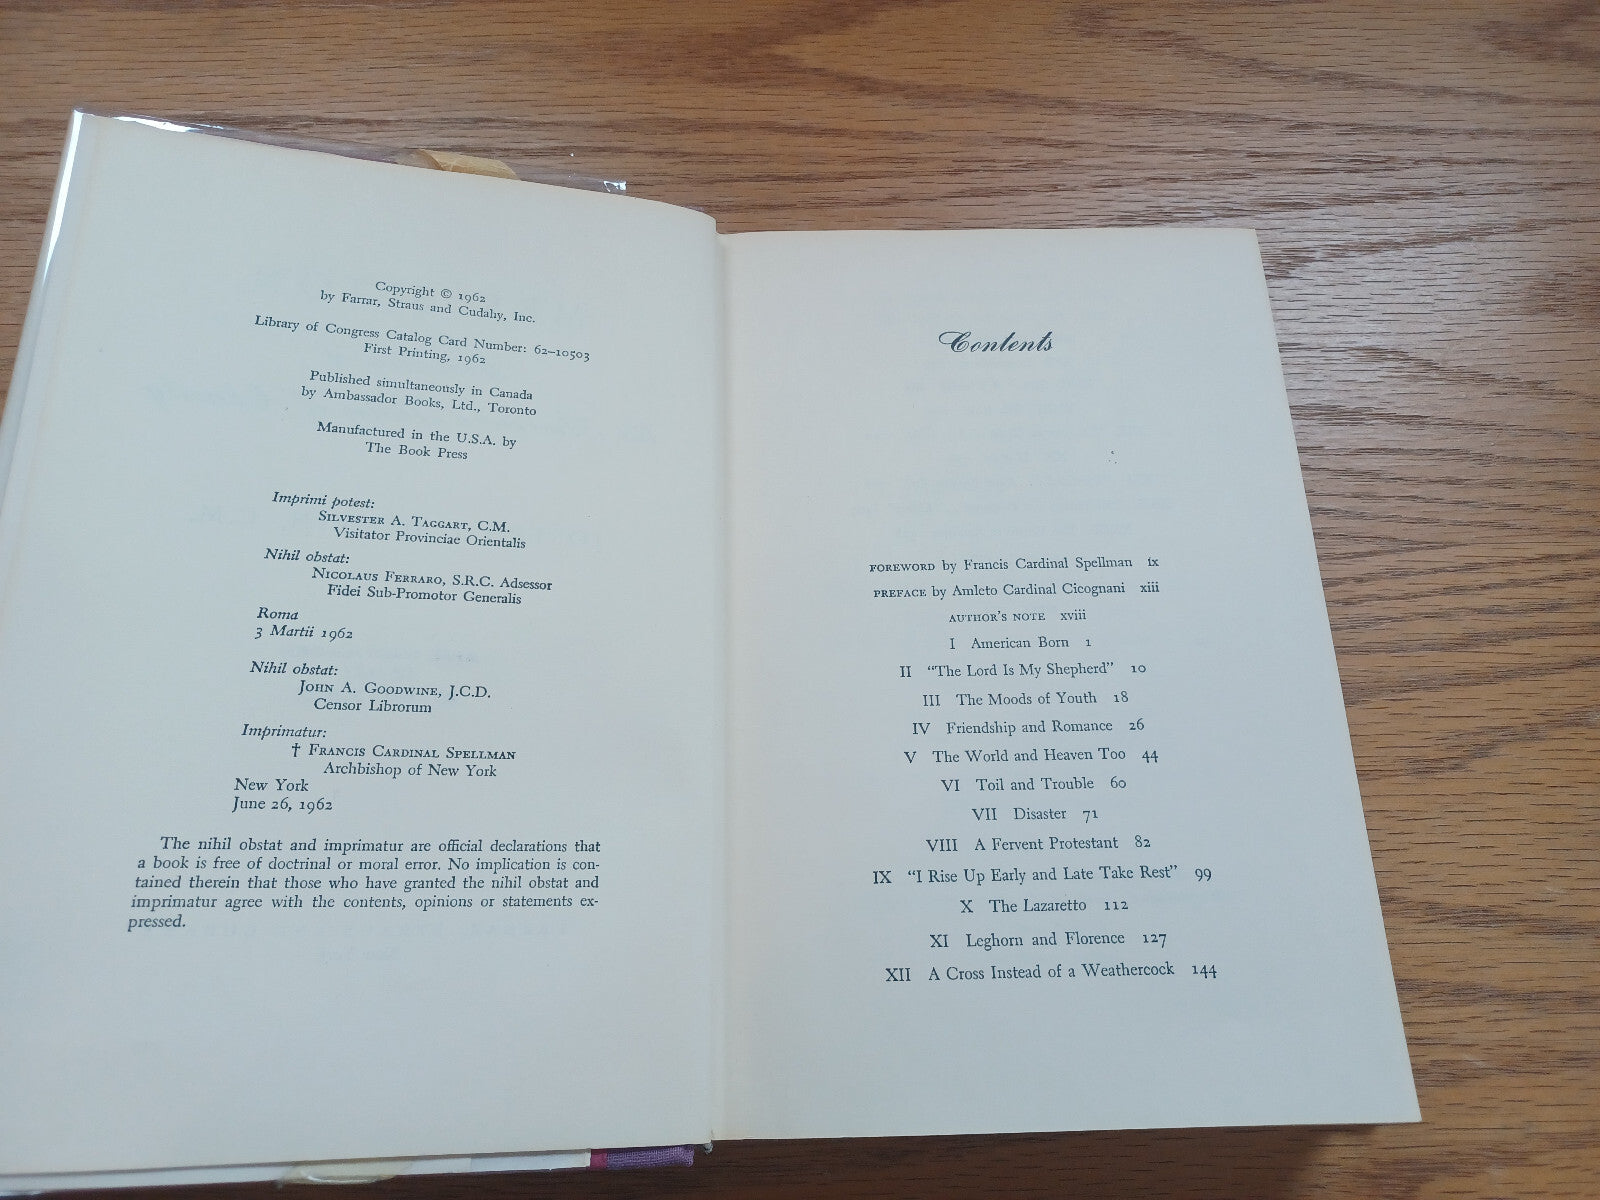 Copyright © 1962
by Farrar, Straus and Cudahy, Inc.
Library of Congress Catalog Card Number: 62–10503
First Printing, 1962
Published simultaneously in Canada
by Ambassador Books, Ltd., Toronto
Manufactured in the U.S.A. by
The Book Press
Imprimi potest:
Silvester A. Taggart, C.M.
Visitator Provinciae Orientalis
Nihil obstat:
Nicolaus Ferraro, S.R.C. Adsessor
Fidei Sub-Promotor Generalis
Roma
3 Martii 1962
Nihil obstat:
John A. Goodwine, J.C.D.
Censor Librorum
Imprimatur:
† Francis Cardinal Spellman
Archbishop of New York
New York
June 26, 1962
The nihil obstat and imprimatur are official declarations that
a book is free of doctrinal or moral error. No implication is con-
tained therein that those who have granted the nihil obstat and
imprimatur agree with the contents, opinions or statements ex-
pressed.
Contents
FOREWORD by Francis Cardinal Spellman ix
PREFACE by Amleto Cardinal Cicognani xiii
AUTHOR'S NOTE xviii
I American Born 1
II “The Lord Is My Shepherd” 10
III The Moods of Youth 18
IV Friendship and Romance 26
V The World and Heaven Too 44
VI Toil and Trouble 60
VII Disaster 71
VIII A Fervent Protestant 82
IX “I Rise Up Early and Late Take Rest” 99
X The Lazaretto 112
XI Leghorn and Florence 127
XII A Cross Instead of a Weathercock 144